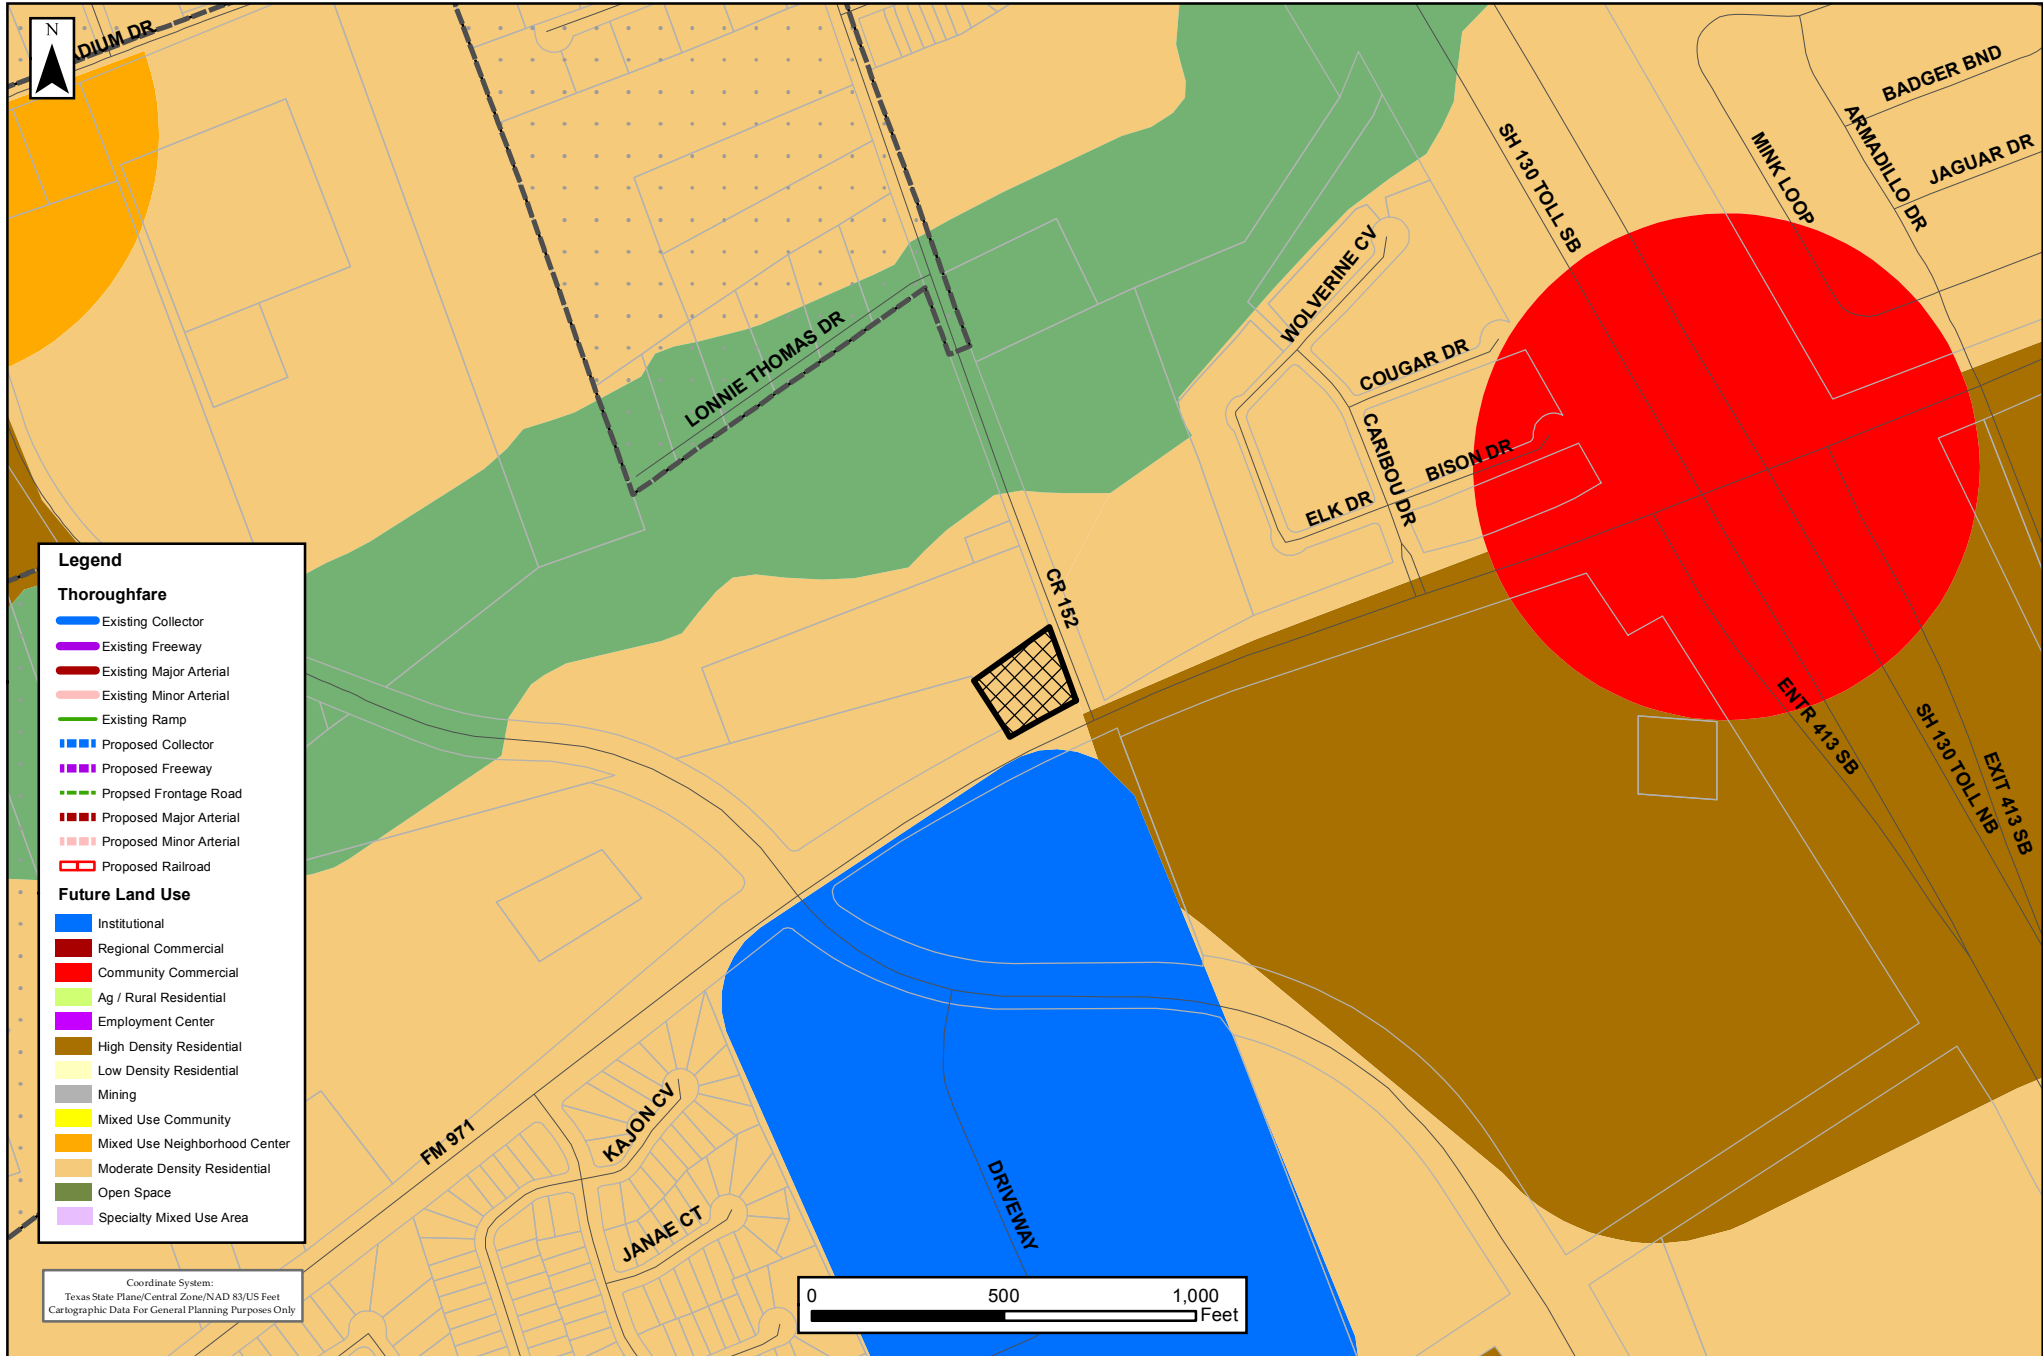 N
ADIUM DR
BADGER BND
ARMADILLO DR
JAGUAR DR
MINK LOOP
SH 130 TOLL SB
WOLVERINE CV
COUGAR DR
CARIBOU DR
BISON DR
ELK DR
LONNIE THOMAS DR
CR 152
ENTR 413 SB
SH 130 TOLL NB
EXIT 413 SB
FM 971
KAJON CV
JANAE CT
DRIVEWAY
Legend
Thoroughfare
Existing Collector
Existing Freeway
Existing Major Arterial
Existing Minor Arterial
Existing Ramp
Proposed Collector
Proposed Freeway
Propsed Frontage Road
Proposed Major Arterial
Proposed Minor Arterial
Proposed Railroad
Future Land Use
Institutional
Regional Commercial
Community Commercial
Ag / Rural Residential
Employment Center
High Density Residential
Low Density Residential
Mining
Mixed Use Community
Mixed Use Neighborhood Center
Moderate Density Residential
Open Space
Specialty Mixed Use Area
Coordinate System:
Texas State Plane/Central Zone/NAD 83/US Feet
Cartographic Data For General Planning Purposes Only
0 500 1,000
Feet